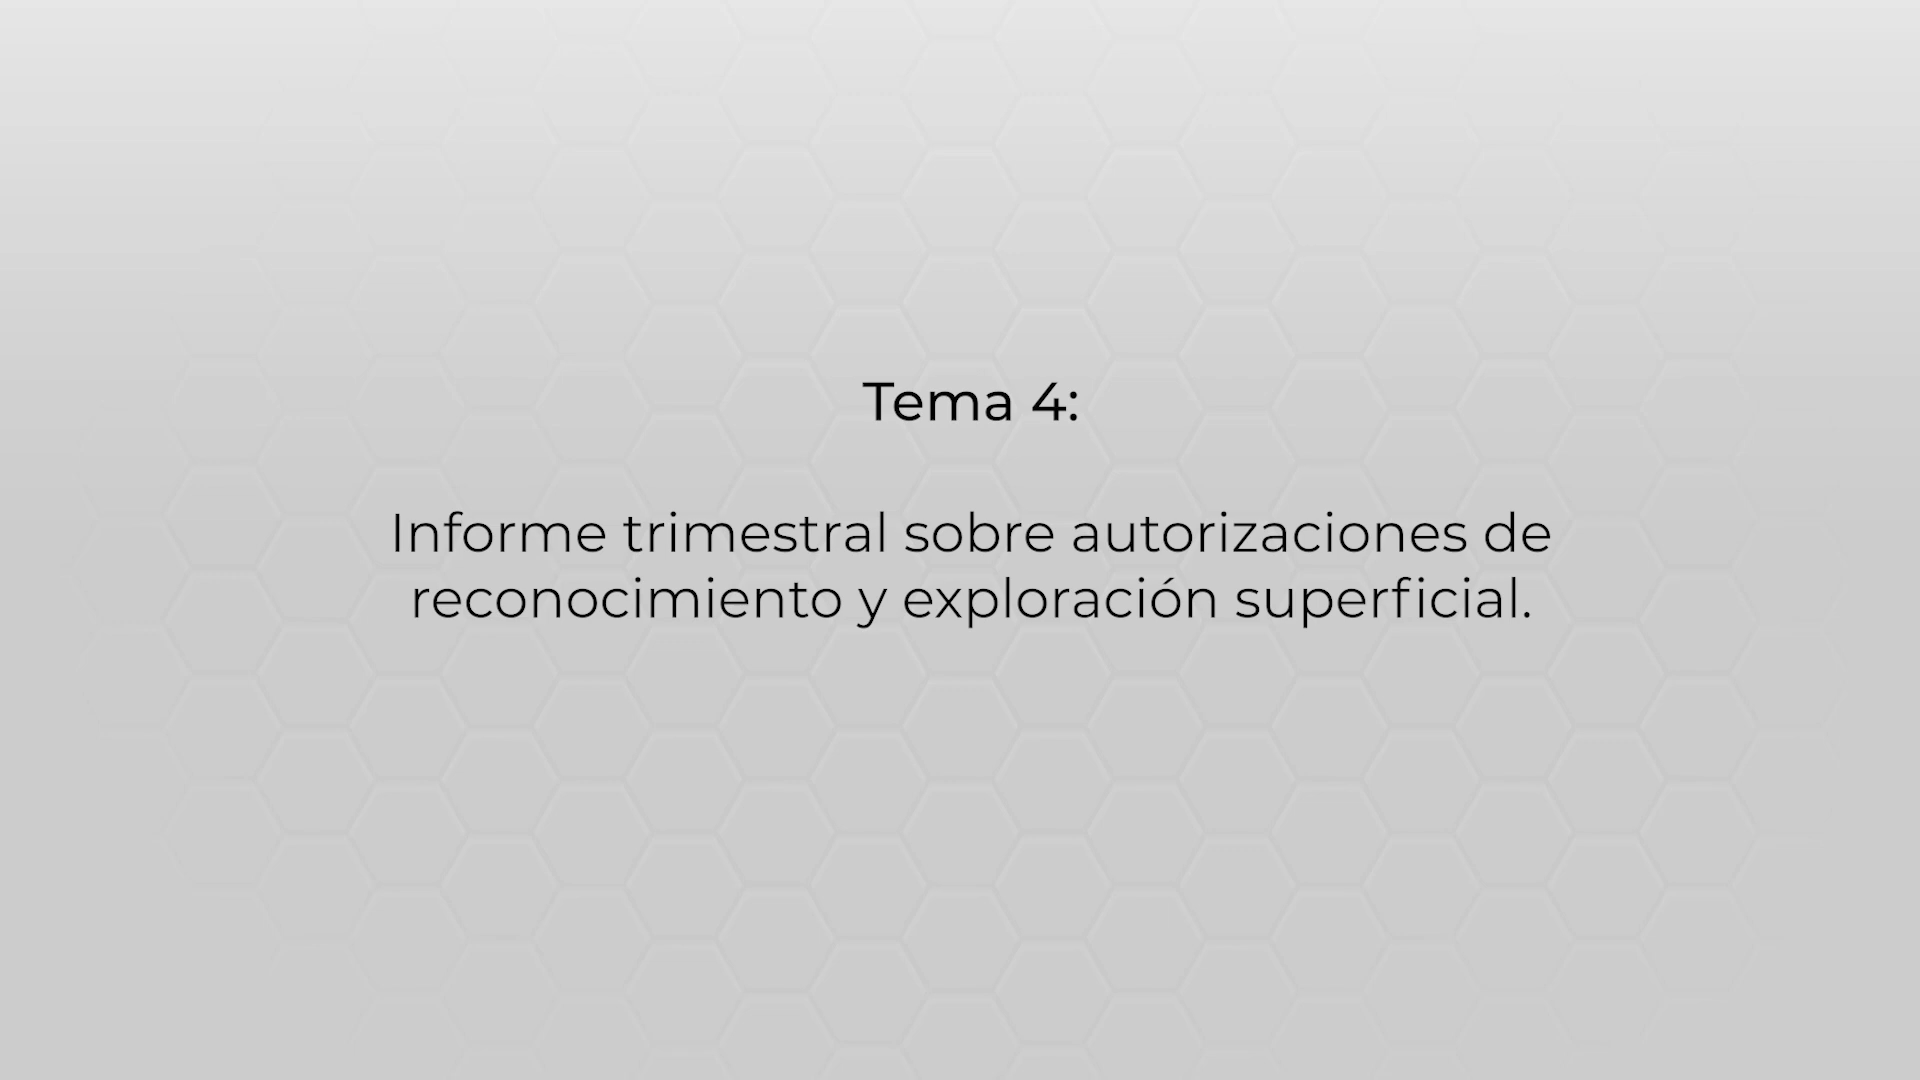 Tema 4:
Informe trimestral sobre autorizaciones de
reconocimiento y exploración superficial.